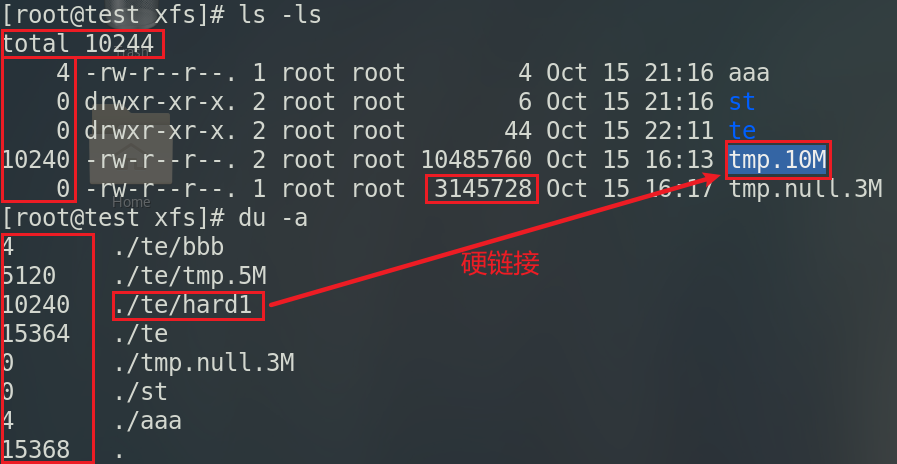 [root@test xfs]# ls -ls
total 10244
Trash
4 -rw-r--r--. 1 root root 4 Oct 15 21:16 aaa
0 drwxr-xr-x. 2 root root 6 Oct 15 21:16 st
0 drwxr-xr-x. 2 root root 44 Oct 15 22:11 te
10240 -rw-r--r--. 2 root root 10485760 Oct 15 16:13 tmp.10M
0 -rw-r--r--. 1 root root 3145728 Oct 15 16:17 tmp.null.3M
Home
[root@test xfs]# du -a
4 ./te/bbb
硬链接
5120 ./te/tmp.5M
10240 ./te/hard1
15364 ./te
0 ./tmp.null.3M
0 ./st
4 ./aaa
15368 .